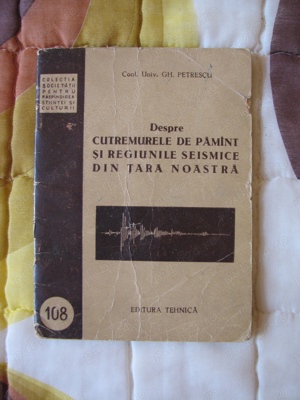 Conf. Univ. GH. PETRESCU
COLECȚIA
SOCIETĂȚII
PENTRU
RĂSPÎNDIREA
ȘTIINȚEI ȘI
CULTURII
Despre
CUTREMURELE DE PĂMÎNT
ȘI REGIUNILE SEISMICE
DIN ȚARA NOASTRĂ
108
EDITURA TEHNICĂ